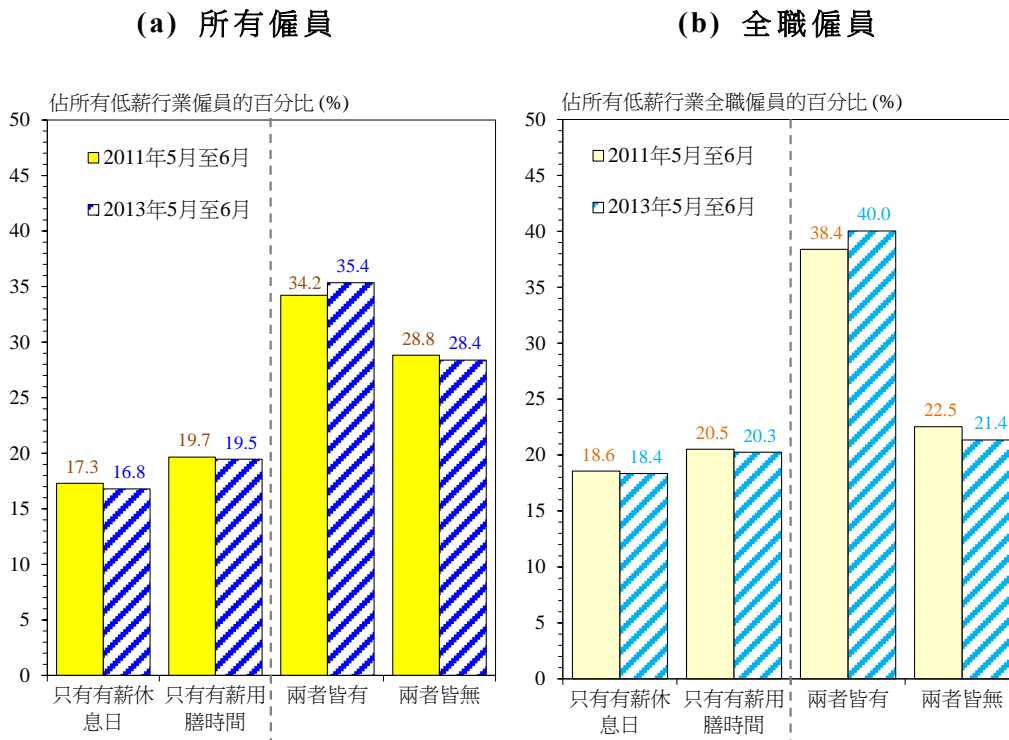 (a) 所有僱員
佔所有低薪行業僱員的百分比 (%)
50
45
40
35
30
25
20
15
10
5
0
2011年5月至6月
2013年5月至6月
17.3
16.8
19.7
19.5
34.2
35.4
28.8
28.4
只有有薪休
息日
只有有薪用
膳時間
兩者皆有
兩者皆無
(b) 全職僱員
佔所有低薪行業全職僱員的百分比 (%)
50
45
40
35
30
25
20
15
10
5
0
2011年5月至6月
2013年5月至6月
18.6
18.4
20.5
20.3
38.4
40.0
22.5
21.4
只有有薪休
息日
只有有薪用
膳時間
兩者皆有
兩者皆無